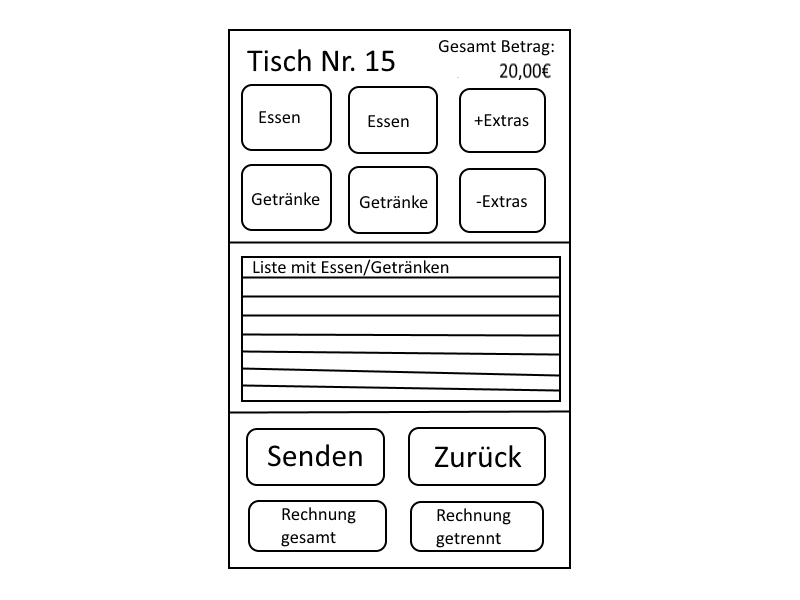 Tisch Nr. 15
Gesamt Betrag:
20,00€
Essen
Essen
+Extras
Getränke
Getränke
-Extras
Liste mit Essen/Getränken
Senden
Zurück
Rechnung
gesamt
Rechnung
getrennt